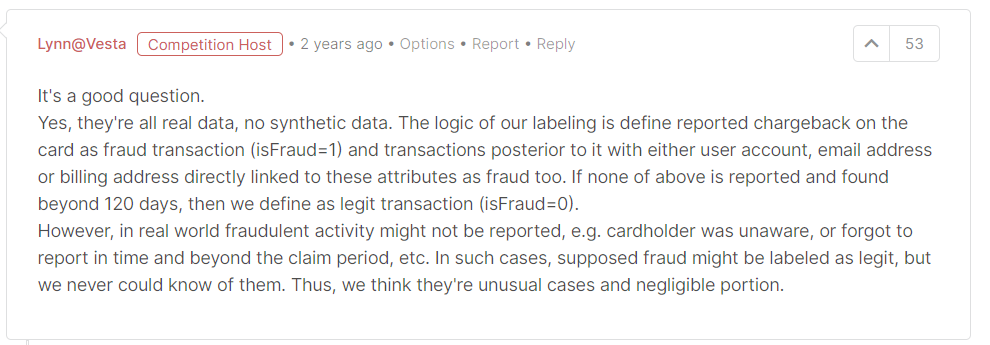 Lynn@Vesta Competition Host • 2 years ago • Options • Report • Reply 53
It's a good question.
Yes, they're all real data, no synthetic data. The logic of our labeling is define reported chargeback on the
card as fraud transaction (isFraud=1) and transactions posterior to it with either user account, email address
or billing address directly linked to these attributes as fraud too. If none of above is reported and found
beyond 120 days, then we define as legit transaction (isFraud=0).
However, in real world fraudulent activity might not be reported, e.g. cardholder was unaware, or forgot to
report in time and beyond the claim period, etc. In such cases, supposed fraud might be labeled as legit, but
we never could know of them. Thus, we think they're unusual cases and negligible portion.